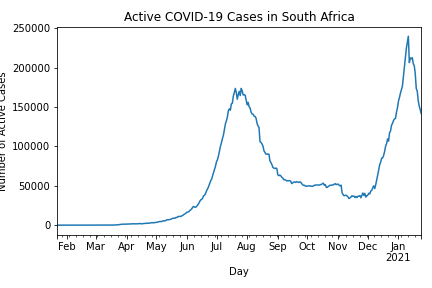 Active COVID-19 Cases in South Africa
Number of Active Cases
250000
200000
150000
100000
50000
0
Feb Mar Apr May Jun Jul Aug Sep Oct Nov Dec Jan
2021
Day